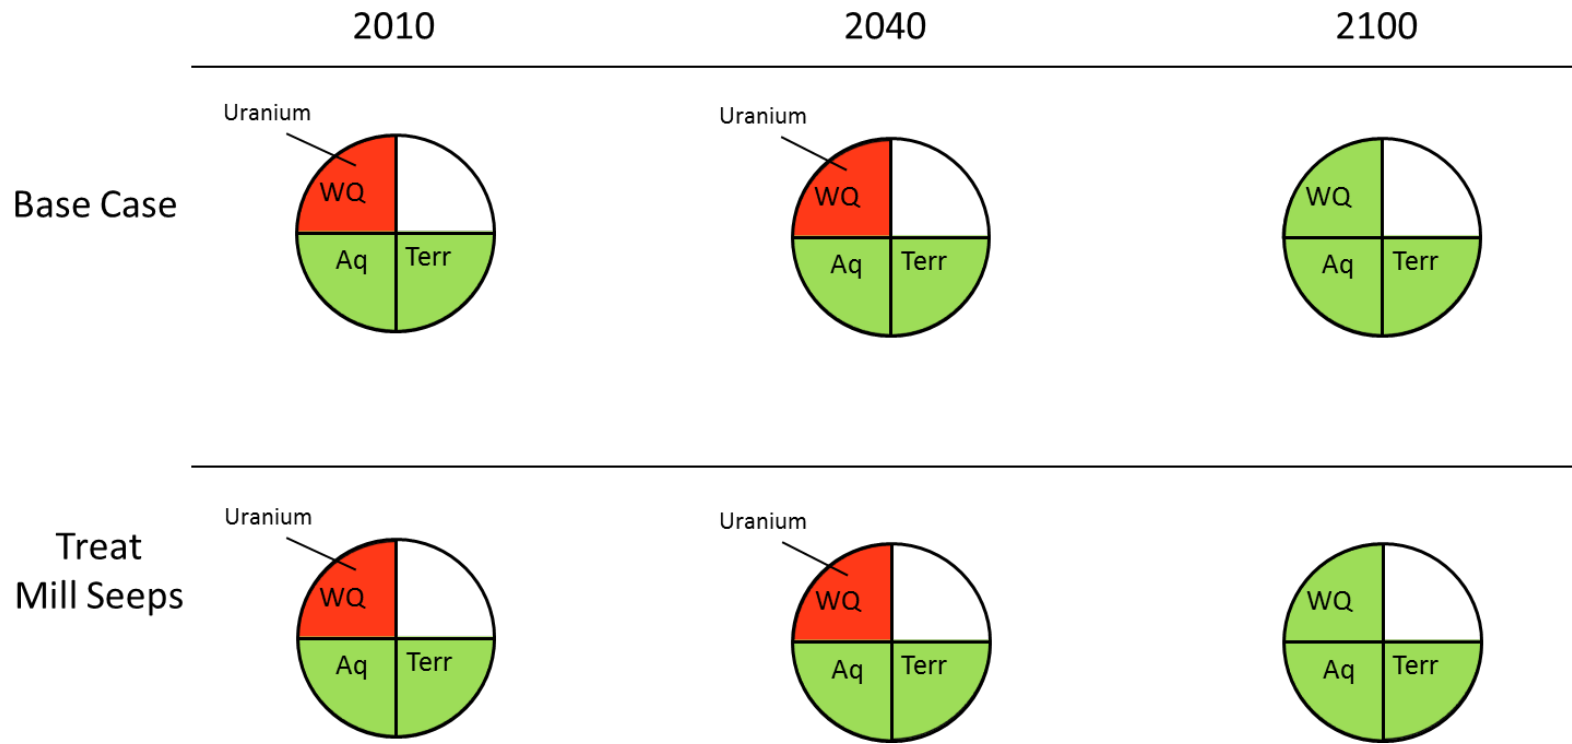 2010 2040 2100
Uranium Uranium
Base Case
WQ WQ WQ
Aq Terr Aq Terr Aq Terr
Uranium Uranium
Treat
Mill Seeps
WQ WQ WQ
Aq Terr Aq Terr Aq Terr